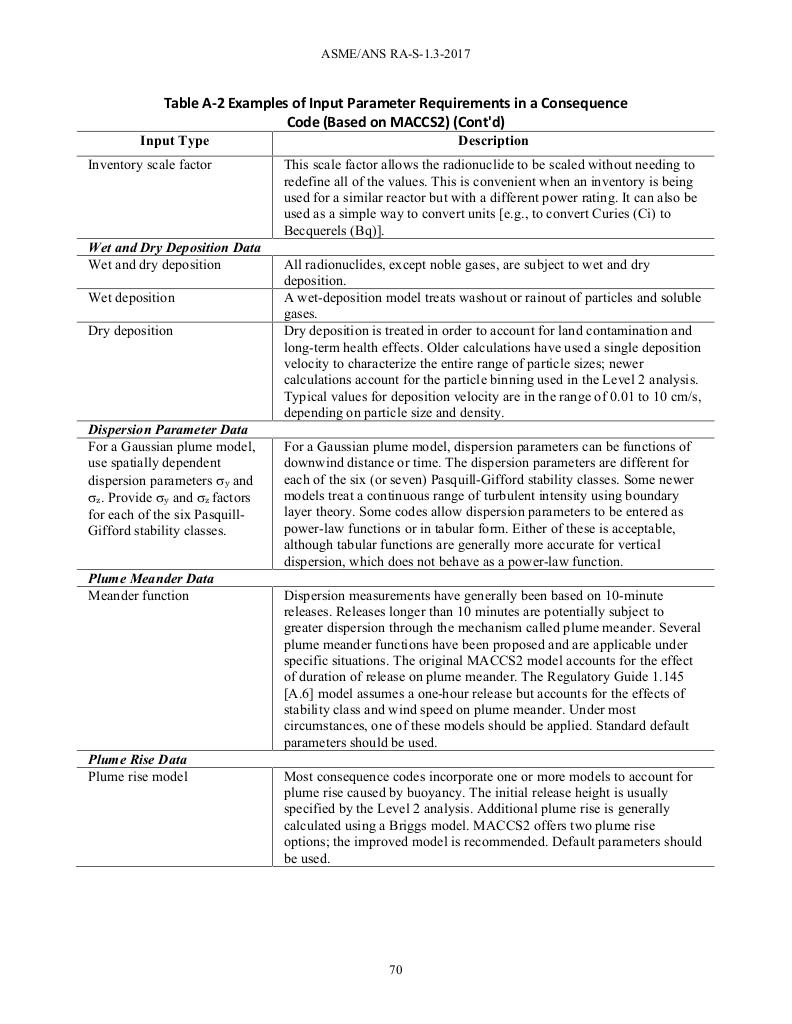 ASME/ANS RA-S-1.3-2017
Table A-2 Examples of Input Parameter Requirements in a Consequence
Code (Based on MACCS2) (Cont'd)
Input Type
Description
Inventory scale factor
This scale factor allows the radionuclide to be scaled without needing to
redefine all of the values. This is convenient when an inventory is being
used for a similar reactor but with a different power rating. It can also be
used as a simple way to convert units [e.g., to convert Curies (Ci) to
Becquerels (Bq)].
Wet and Dry Deposition Data
Wet and dry deposition
All radionuclides, except noble gases, are subject to wet and dry
deposition.
Wet deposition
A wet-deposition model treats washout or rainout of particles and soluble
gases.
Dry deposition
Dry deposition is treated in order to account for land contamination and
long-term health effects. Older calculations have used a single deposition
velocity to characterize the entire range of particle sizes; newer
calculations account for the particle binning used in the Level 2 analysis.
Typical values for deposition velocity are in the range of 0.01 to 10 cm/s,
depending on particle size and density.
Dispersion Parameter Data
For a Gaussian plume model,
use spatially dependent
dispersion parameters σy and
σz. Provide σy and σz factors
for each of the six Pasquill-
Gifford stability classes.
For a Gaussian plume model, dispersion parameters can be functions of
downwind distance or time. The dispersion parameters are different for
each of the six (or seven) Pasquill-Gifford stability classes. Some newer
models treat a continuous range of turbulent intensity using boundary
layer theory. Some codes allow dispersion parameters to be entered as
power-law functions or in tabular form. Either of these is acceptable,
although tabular functions are generally more accurate for vertical
dispersion, which does not behave as a power-law function.
Plume Meander Data
Meander function
Dispersion measurements have generally been based on 10-minute
releases. Releases longer than 10 minutes are potentially subject to
greater dispersion through the mechanism called plume meander. Several
plume meander functions have been proposed and are applicable under
specific situations. The original MACCS2 model accounts for the effect
of duration of release on plume meander. The Regulatory Guide 1.145
[A.6] model assumes a one-hour release but accounts for the effects of
stability class and wind speed on plume meander. Under most
circumstances, one of these models should be applied. Standard default
parameters should be used.
Plume Rise Data
Plume rise model
Most consequence codes incorporate one or more models to account for
plume rise caused by buoyancy. The initial release height is usually
specified by the Level 2 analysis. Additional plume rise is generally
calculated using a Briggs model. MACCS2 offers two plume rise
options; the improved model is recommended. Default parameters should
be used.
70